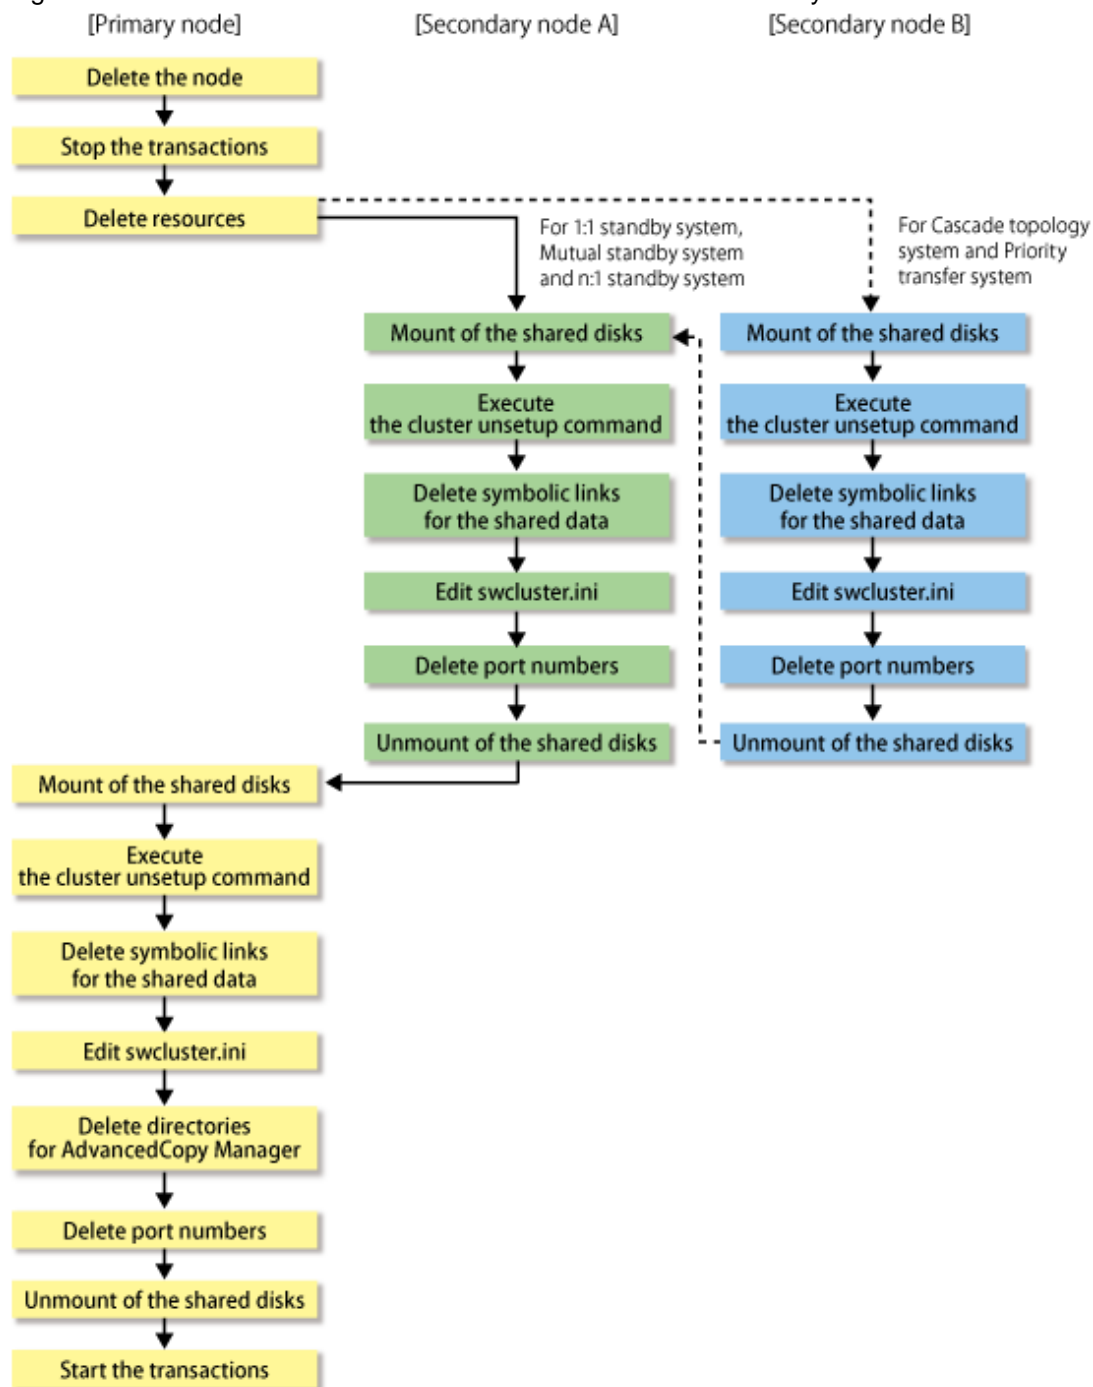 [Primary node]
[Secondary node A]
[Secondary node B]
Delete the node
Stop the transactions
Delete resources
For 1:1 standby system,
Mutual standby system
and n:1 standby system
For Cascade topology
system and Priority
transfer system
Mount of the shared disks
Execute
the cluster unsetup command
Delete symbolic links
for the shared data
Edit swcluster.ini
Delete port numbers
Unmount of the shared disks
Mount of the shared disks
Execute
the cluster unsetup command
Delete symbolic links
for the shared data
Edit swcluster.ini
Delete port numbers
Unmount of the shared disks
Mount of the shared disks
Execute
the cluster unsetup command
Delete symbolic links
for the shared data
Edit swcluster.ini
Delete directories
for AdvancedCopy Manager
Delete port numbers
Unmount of the shared disks
Start the transactions